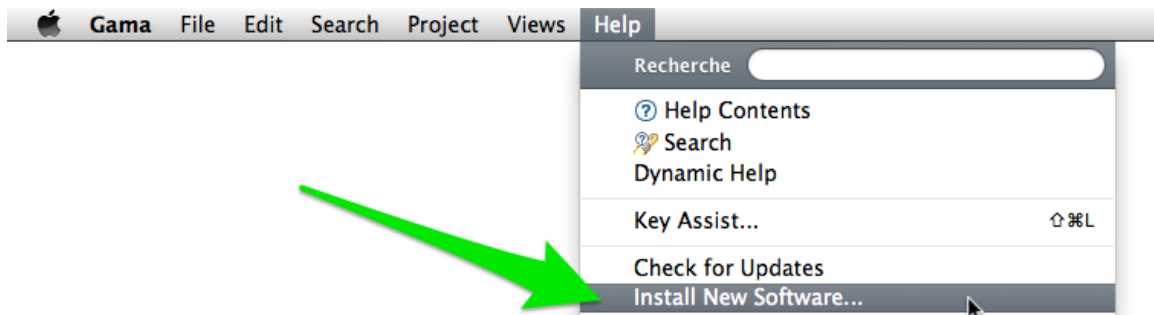 Gama File Edit Search Project Views Help
Recherche
Help Contents
Search
Dynamic Help
Key Assist... ⇧⌘L
Check for Updates
Install New Software...